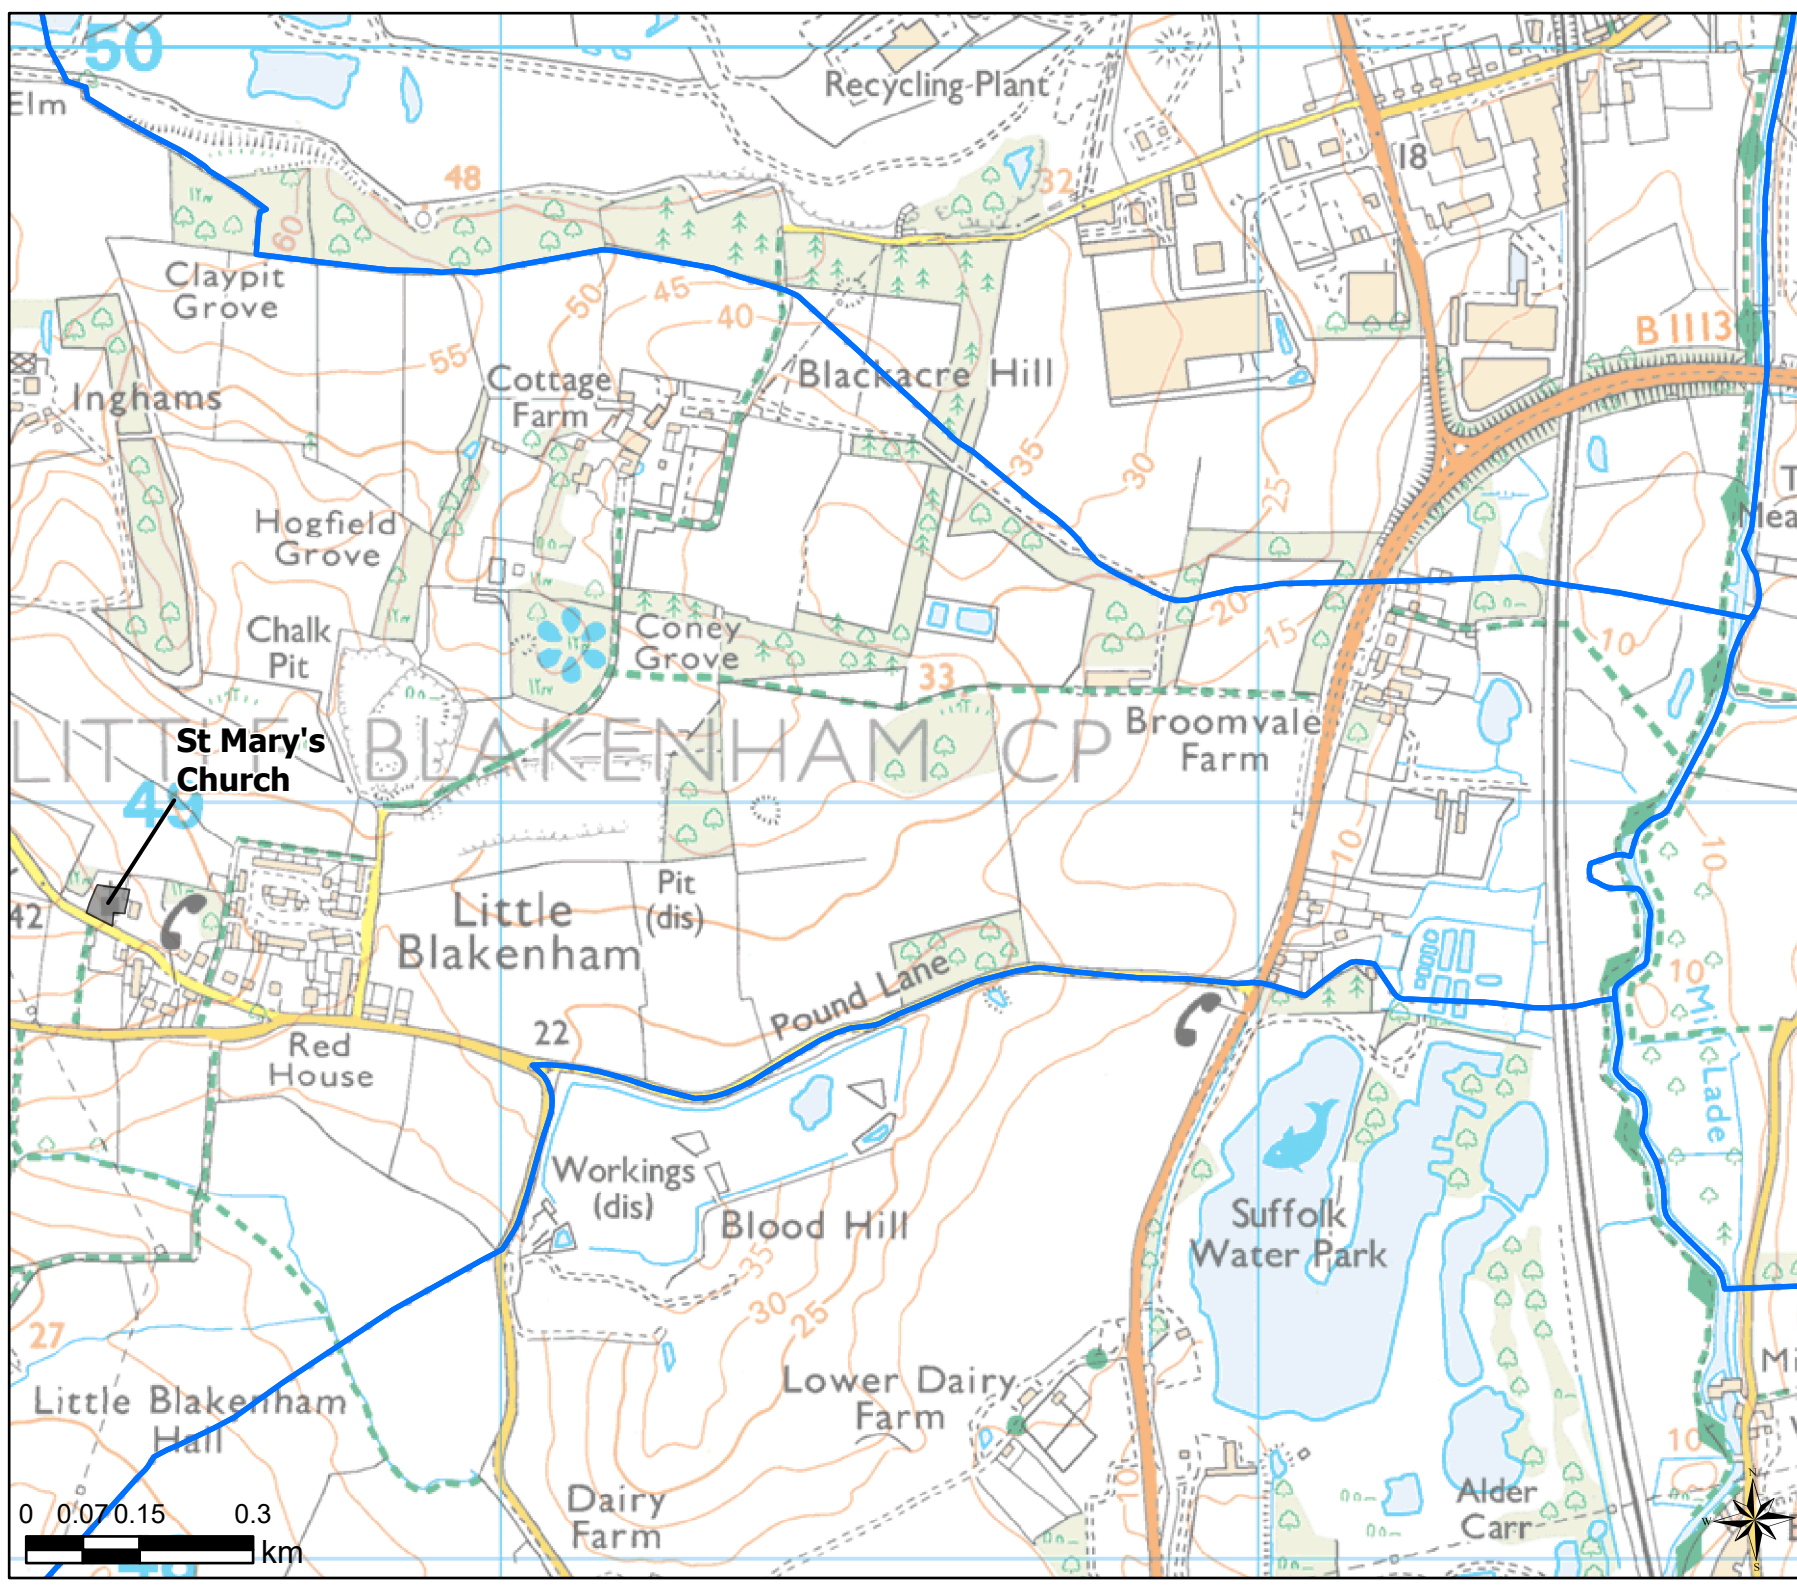 50
Elm
Recycling Plant
48
32
18
60
Claypit
Grove
50
45
40
B 1113
55
Inghams
Cottage
Farm
Blackacre Hill
35
30
25
Hogfield
Grove
Mea
Chalk
Pit
Coney
Grove
20
15
10
33
LITTLE BLAKENHAM CP
St Mary's
Church
Broomvale
Farm
49
10
10
42
Little
Blakenham
Pit
(dis)
Pound Lane
10
Mill Lade
22
Red
House
Workings
(dis)
Blood Hill
35
30
25
Suffolk
Water Park
27
Little Blakenham
Hall
Lower Dairy
Farm
Mi
10
10
Dairy
Farm
Alder
Carr
0 0.07 0.15 0.3
km
N
W
S